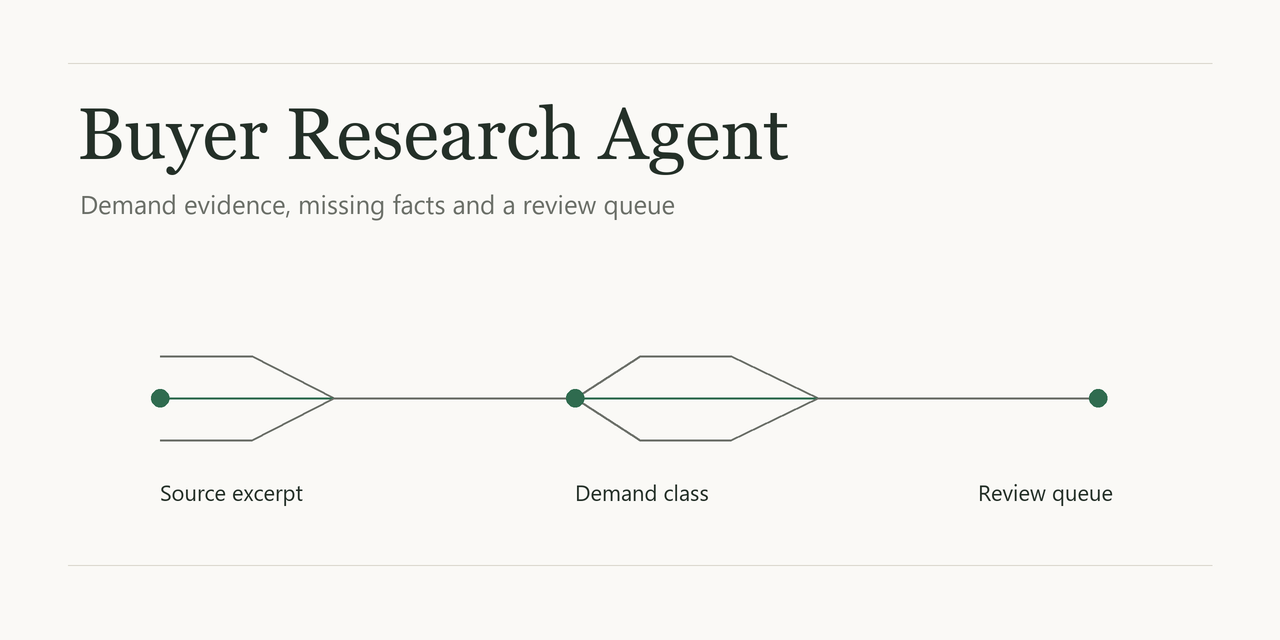 Buyer Research Agent
Demand evidence, missing facts and a review queue
Source excerpt
Demand class
Review queue